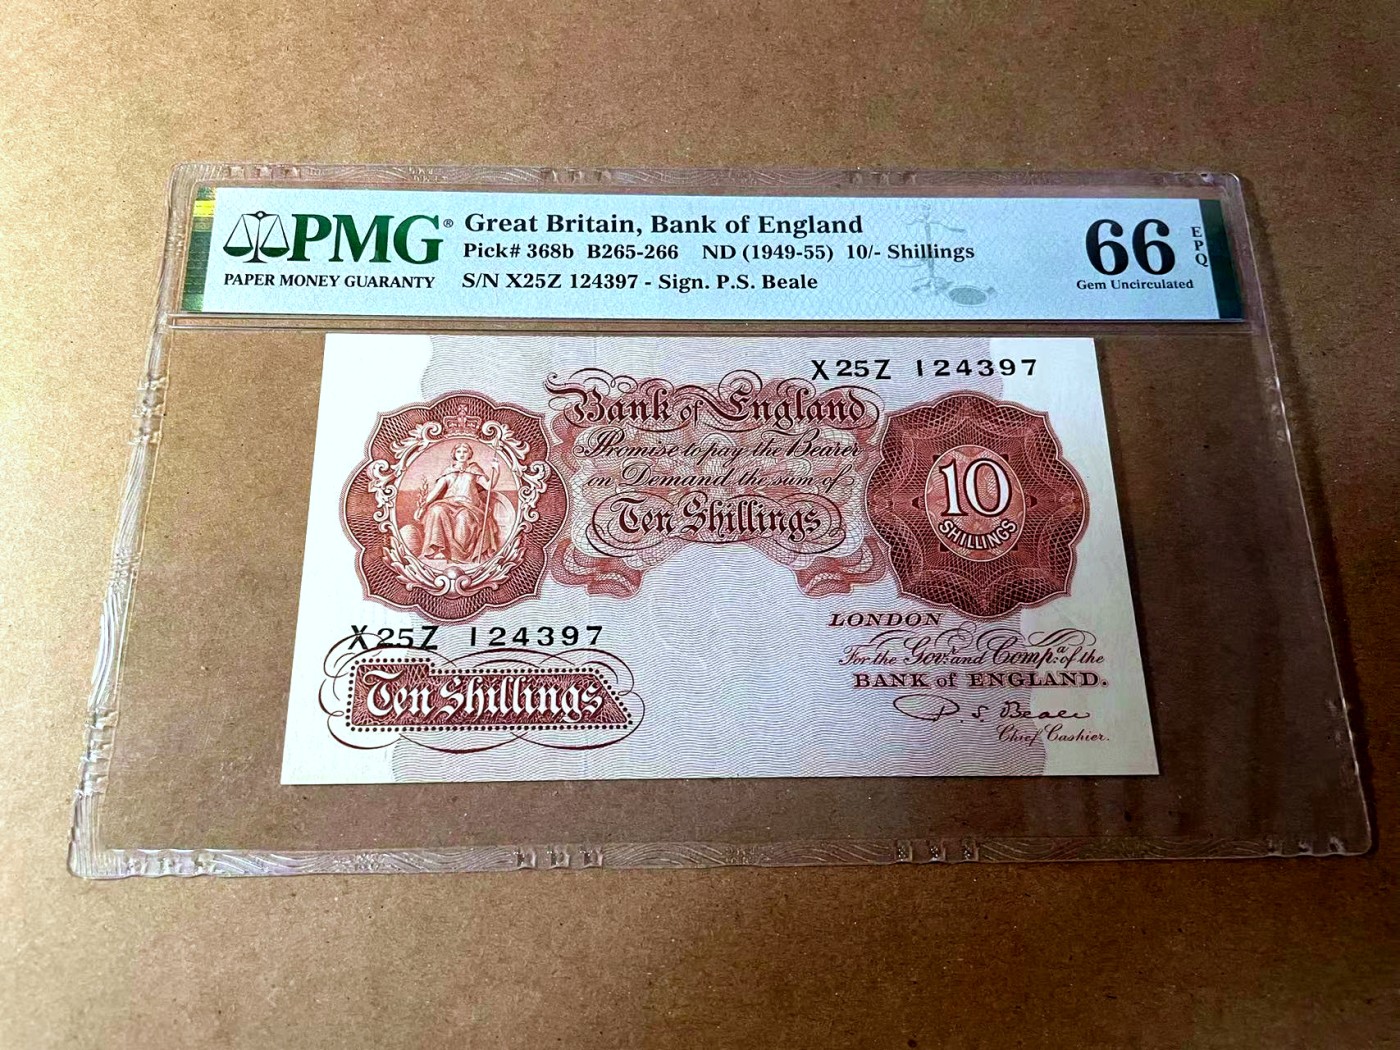 PMG®
PAPER MONEY GUARANTY
Great Britain, Bank of England
Pick# 368b B265-266 ND (1949-55) 10/- Shillings
S/N X25Z 124397 - Sign. P.S. Beale
66 EPQ
Gem Uncirculated
X25Z 124397
Bank of England
Promise to pay the Bearer
on Demand the sum of
Ten Shillings
10
SHILLINGS
X25Z 124397
Ten Shillings
LONDON
For the Govr. and Compa. of the
BANK of ENGLAND.
P. S. Beale
Chief Cashier.